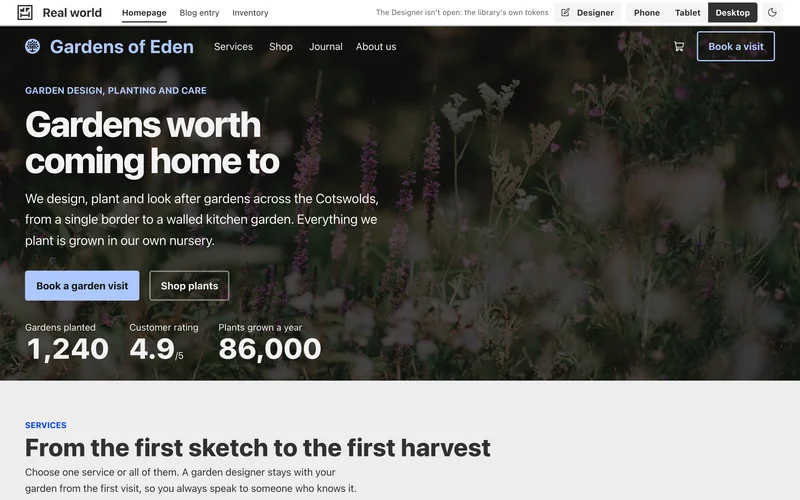 Real world
Homepage
Blog entry
Inventory
The Designer isn't open: the library's own tokens
Designer
Phone
Tablet
Desktop
Gardens of Eden
Services
Shop
Journal
About us
Book a visit
GARDEN DESIGN, PLANTING AND CARE
Gardens worth
coming home to
We design, plant and look after gardens across the Cotswolds,
from a single border to a walled kitchen garden. Everything we
plant is grown in our own nursery.
Book a garden visit
Shop plants
Gardens planted
1,240
Customer rating
4.9/5
Plants grown a year
86,000
SERVICES
From the first sketch to the first harvest
Choose one service or all of them. A garden designer stays with your
garden from the first visit, so you always speak to someone who knows it.